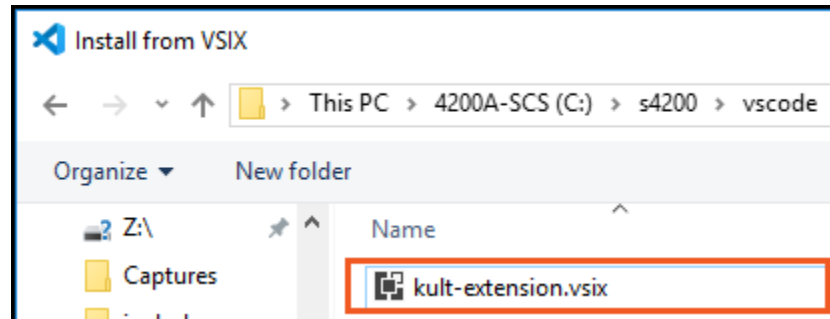 Install from VSIX
This PC > 4200A-SCS (C:) > s4200 > vscode
Organize New folder
Z:\ Name
Captures kult-extension.vsix